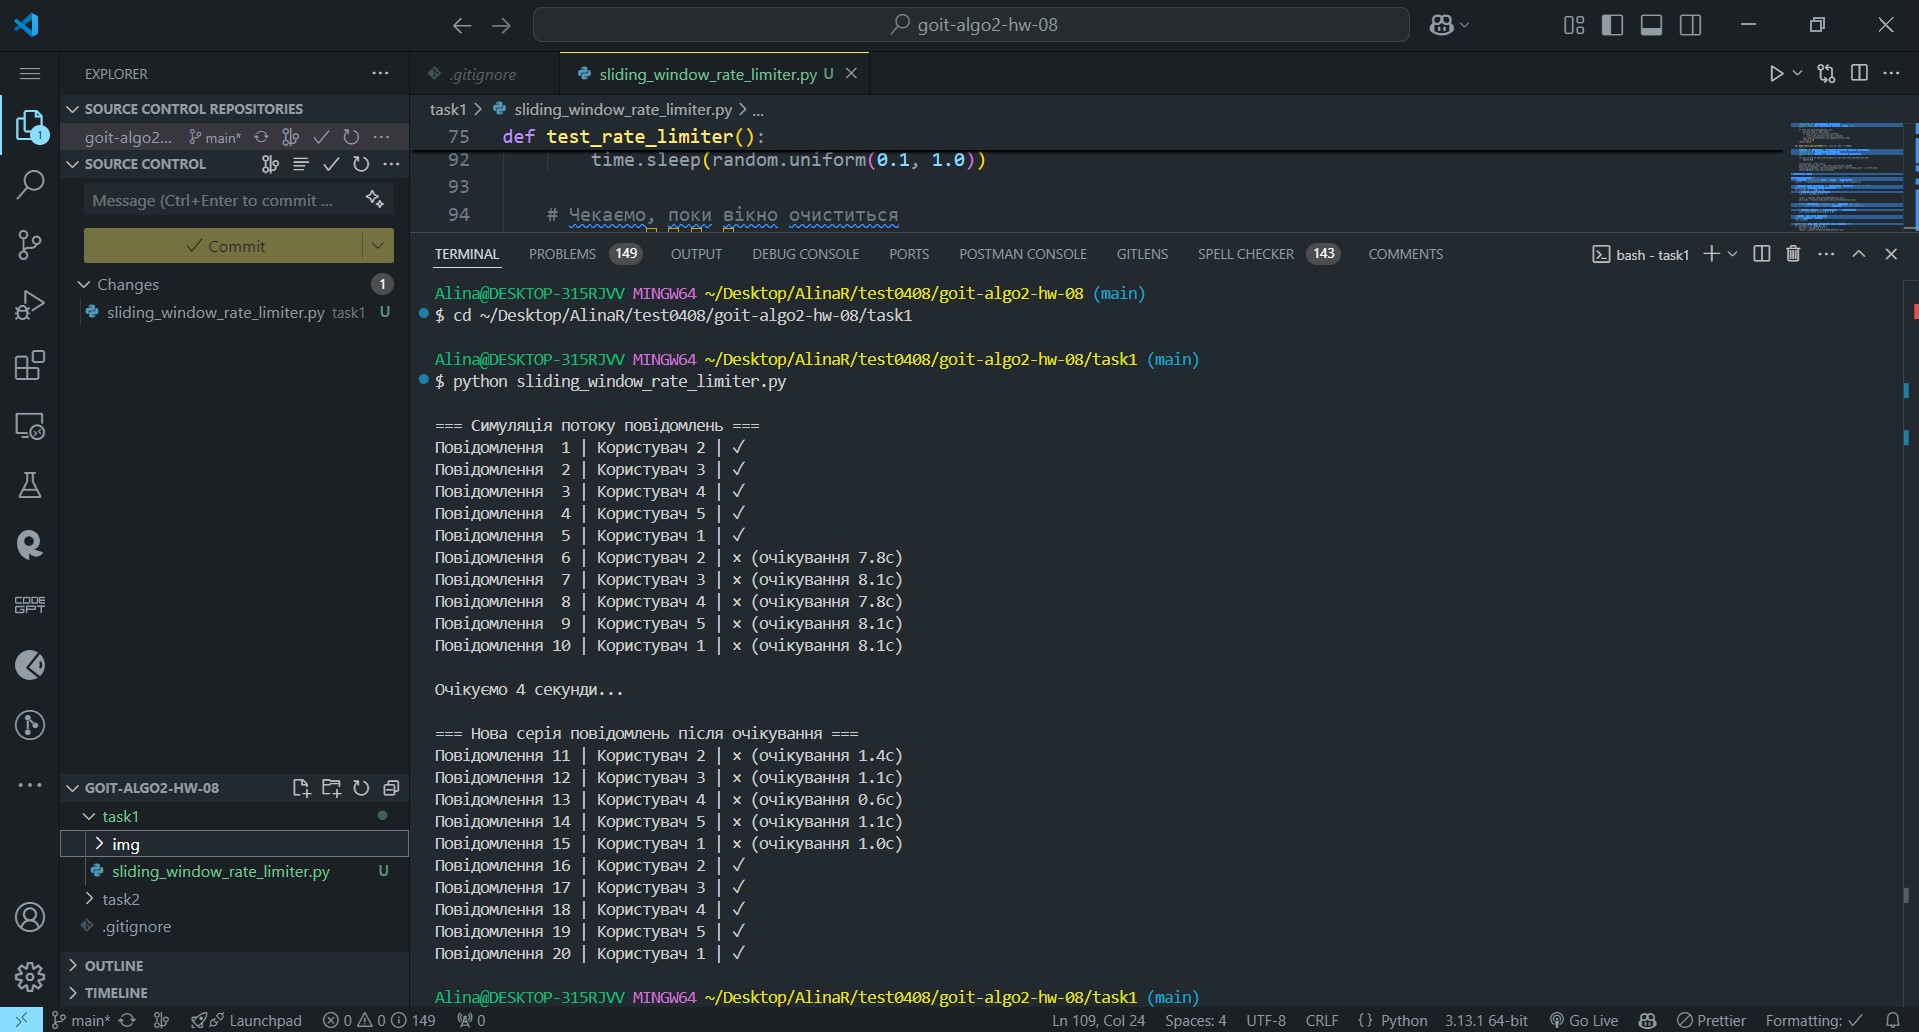 goit-algo2-hw-08
EXPLORER
SOURCE CONTROL REPOSITORIES
goit-algo2... main*
SOURCE CONTROL
Message (Ctrl+Enter to commit ...
Commit
Changes 1
sliding_window_rate_limiter.py task1 U
GOIT-ALGO2-HW-08
task1
img
sliding_window_rate_limiter.py U
task2
.gitignore
OUTLINE
TIMELINE
1
CODE
GPT
.gitignore sliding_window_rate_limiter.py U
task1 > sliding_window_rate_limiter.py > ...
75 def test_rate_limiter():
92 time.sleep(random.uniform(0.1, 1.0))
93
94 # Чекаємо, поки вікно очиститься
TERMINAL PROBLEMS 149 OUTPUT DEBUG CONSOLE PORTS POSTMAN CONSOLE GITLENS SPELL CHECKER 143 COMMENTS bash - task1
Alina@DESKTOP-315RJVV MINGW64 ~/Desktop/AlinaR/test0408/goit-algo2-hw-08 (main)
$ cd ~/Desktop/AlinaR/test0408/goit-algo2-hw-08/task1
Alina@DESKTOP-315RJVV MINGW64 ~/Desktop/AlinaR/test0408/goit-algo2-hw-08/task1 (main)
$ python sliding_window_rate_limiter.py
=== Симуляція потоку повідомлень ===
Повідомлення  1 | Користувач 2 | ✓
Повідомлення  2 | Користувач 3 | ✓
Повідомлення  3 | Користувач 4 | ✓
Повідомлення  4 | Користувач 5 | ✓
Повідомлення  5 | Користувач 1 | ✓
Повідомлення  6 | Користувач 2 | × (очікування 7.8с)
Повідомлення  7 | Користувач 3 | × (очікування 8.1с)
Повідомлення  8 | Користувач 4 | × (очікування 7.8с)
Повідомлення  9 | Користувач 5 | × (очікування 8.1с)
Повідомлення 10 | Користувач 1 | × (очікування 8.1с)
Очікуємо 4 секунди...
=== Нова серія повідомлень після очікування ===
Повідомлення 11 | Користувач 2 | × (очікування 1.4с)
Повідомлення 12 | Користувач 3 | × (очікування 1.1с)
Повідомлення 13 | Користувач 4 | × (очікування 0.6с)
Повідомлення 14 | Користувач 5 | × (очікування 1.1с)
Повідомлення 15 | Користувач 1 | × (очікування 1.0с)
Повідомлення 16 | Користувач 2 | ✓
Повідомлення 17 | Користувач 3 | ✓
Повідомлення 18 | Користувач 4 | ✓
Повідомлення 19 | Користувач 5 | ✓
Повідомлення 20 | Користувач 1 | ✓
Alina@DESKTOP-315RJVV MINGW64 ~/Desktop/AlinaR/test0408/goit-algo2-hw-08/task1 (main)
main* Launchpad 0 0 149 0 Ln 109, Col 24 Spaces: 4 UTF-8 CRLF {} Python 3.13.1 64-bit Go Live Prettier Formatting: ✓